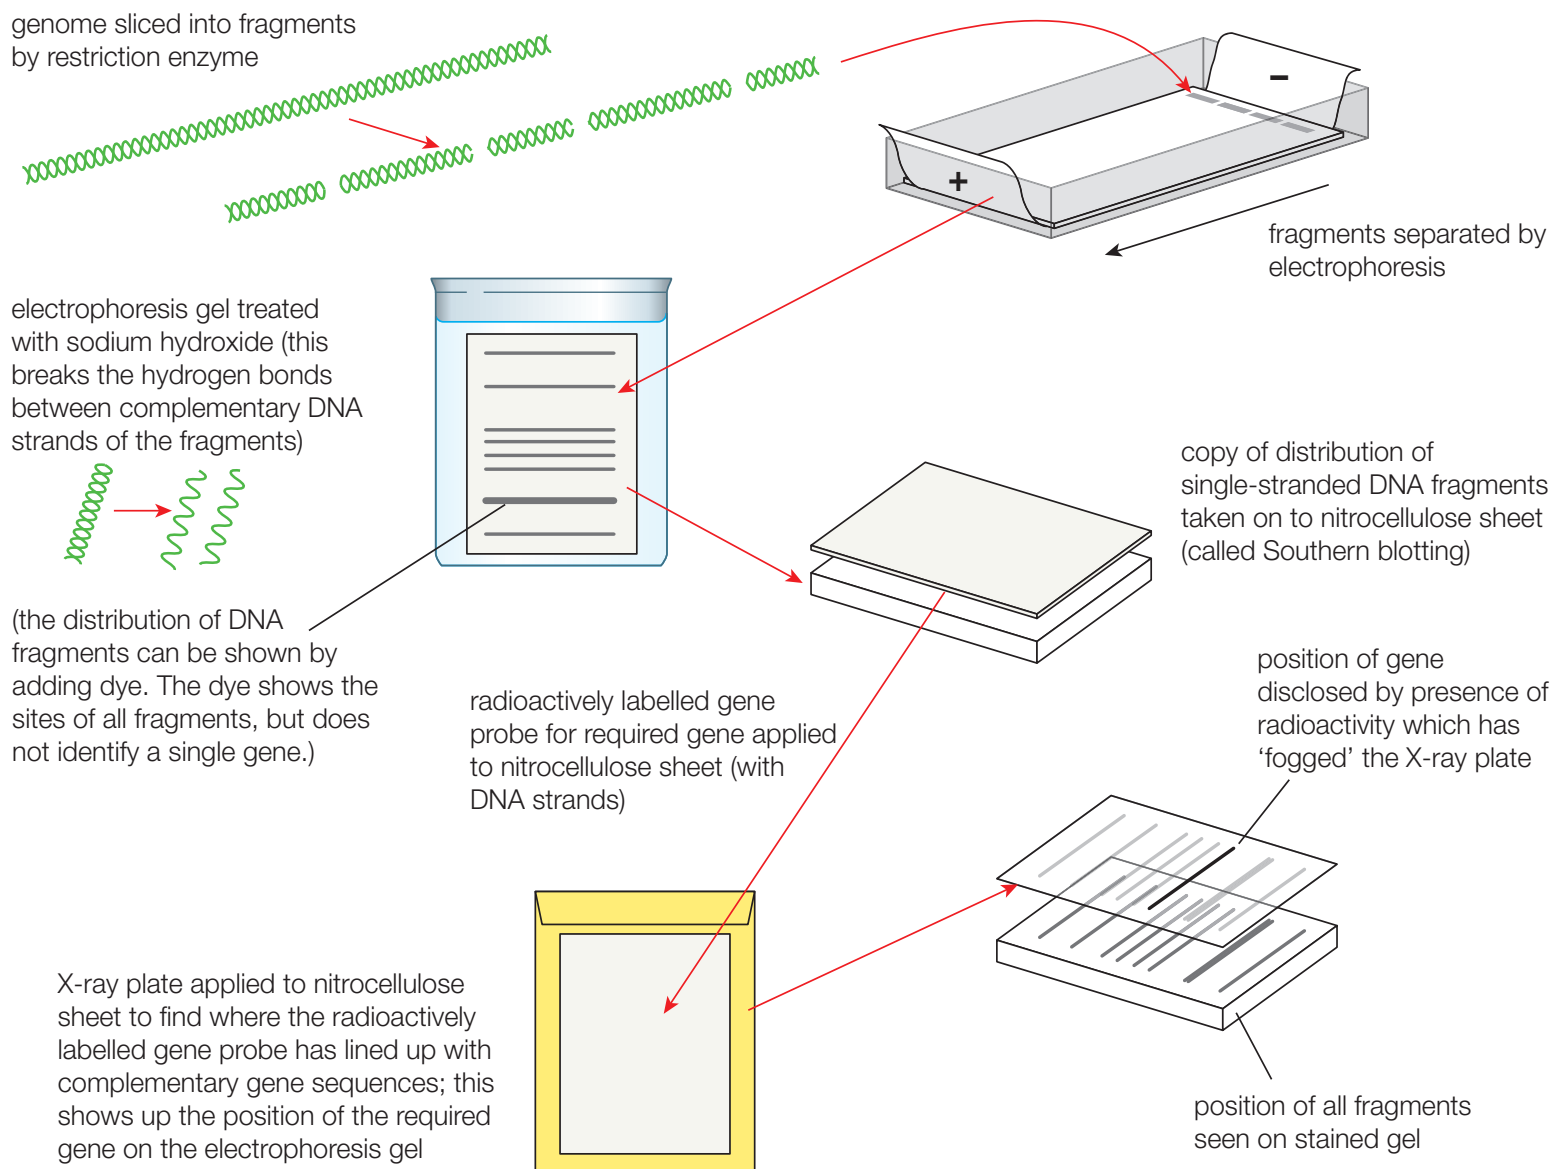 genome sliced into fragments
by restriction enzyme
–
+
fragments separated by
electrophoresis
electrophoresis gel treated
with sodium hydroxide (this
breaks the hydrogen bonds
between complementary DNA
strands of the fragments)
copy of distribution of
single-stranded DNA fragments
taken on to nitrocellulose sheet
(called Southern blotting)
(the distribution of DNA
fragments can be shown by
adding dye. The dye shows the
sites of all fragments, but does
not identify a single gene.)
radioactively labelled gene
probe for required gene applied
to nitrocellulose sheet (with
DNA strands)
position of gene
disclosed by presence of
radioactivity which has
‘fogged’ the X-ray plate
X-ray plate applied to nitrocellulose
sheet to find where the radioactively
labelled gene probe has lined up with
complementary gene sequences; this
shows up the position of the required
gene on the electrophoresis gel
position of all fragments
seen on stained gel